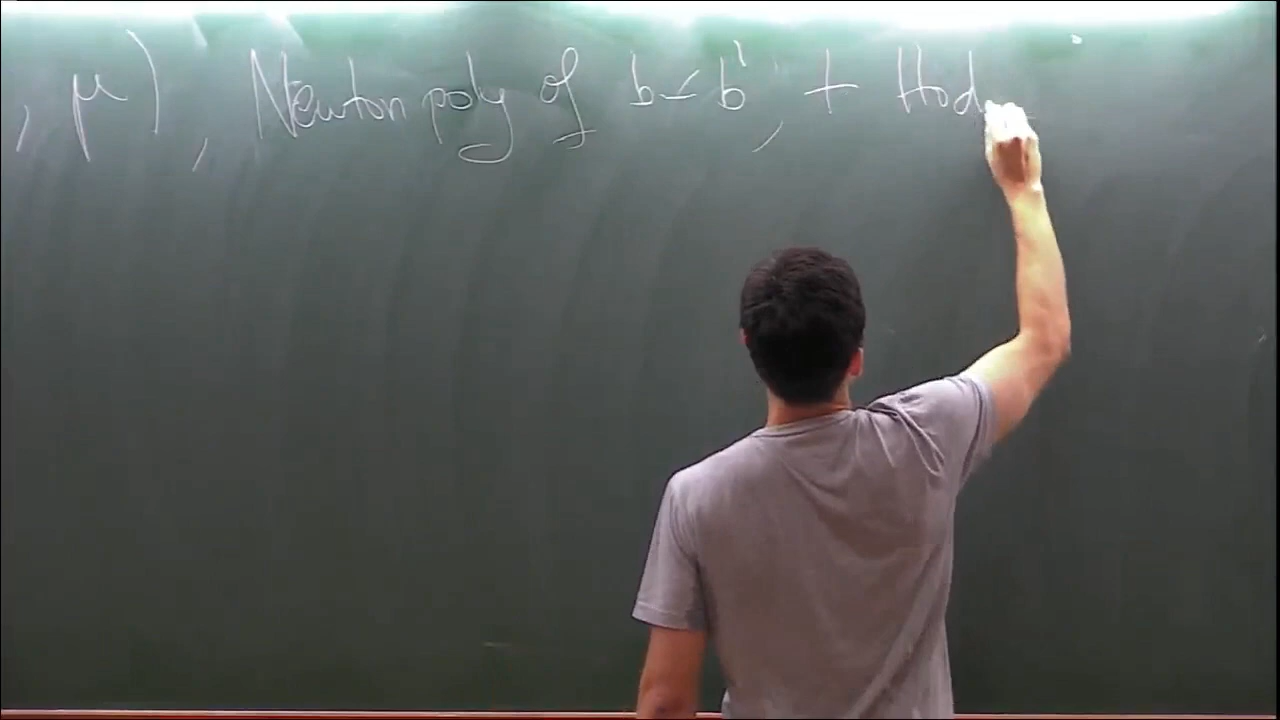 , μ) , Newton poly of b ≤ b' , + Hod